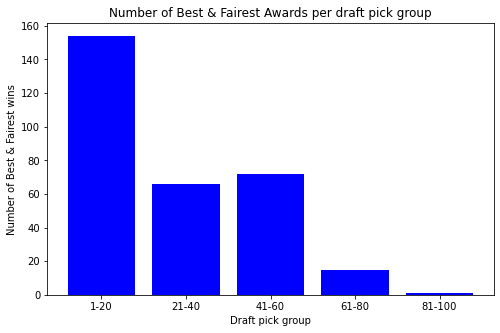 Number of Best & Fairest Awards per draft pick group
160
140
120
100
80
60
40
20
0
Number of Best & Fairest wins
1-20 21-40 41-60 61-80 81-100
Draft pick group